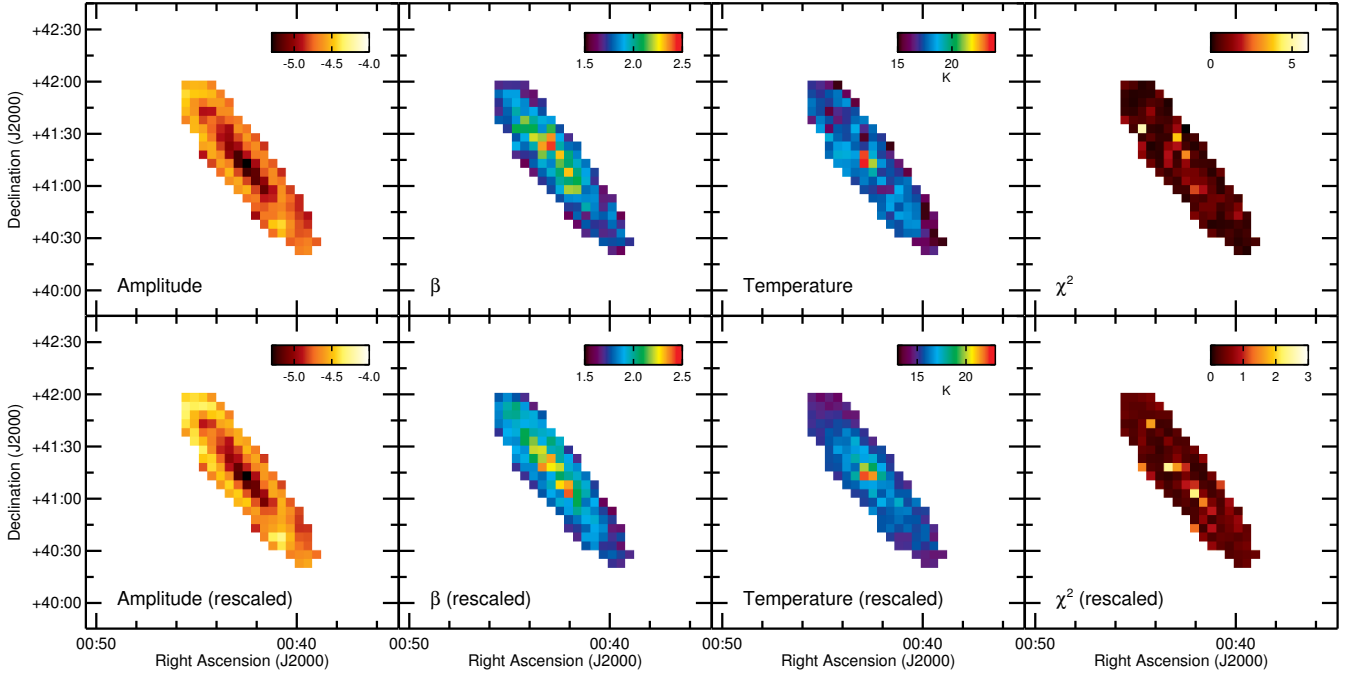 +42:30
+42:00
+41:30
+41:00
+40:30
+40:00
Declination (J2000)
-5.0 -4.5 -4.0
Amplitude
1.5 2.0 2.5
β
15 20
K
Temperature
0 5
χ²
+42:30
+42:00
+41:30
+41:00
+40:30
+40:00
Declination (J2000)
-5.0 -4.5 -4.0
Amplitude (rescaled)
1.5 2.0 2.5
β (rescaled)
15 20
K
Temperature (rescaled)
0 1 2 3
χ² (rescaled)
00:50 00:40 00:50 00:40 00:50 00:40 00:50 00:40
Right Ascension (J2000) Right Ascension (J2000) Right Ascension (J2000) Right Ascension (J2000)